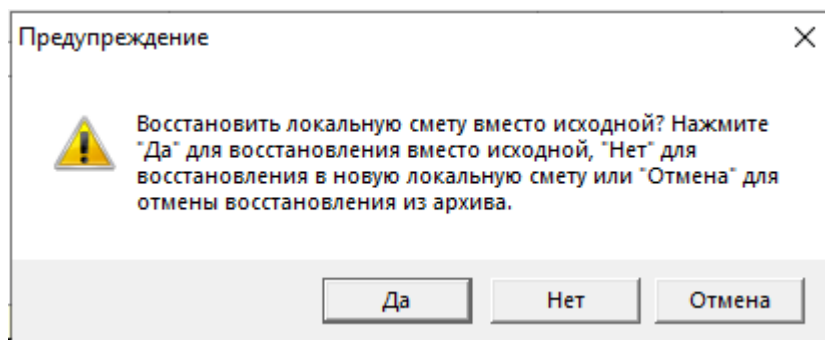 Предупреждение
Восстановить локальную смету вместо исходной? Нажмите
"Да" для восстановления вместо исходной, "Нет" для
восстановления в новую локальную смету или "Отмена" для
отмены восстановления из архива.
Да Нет Отмена